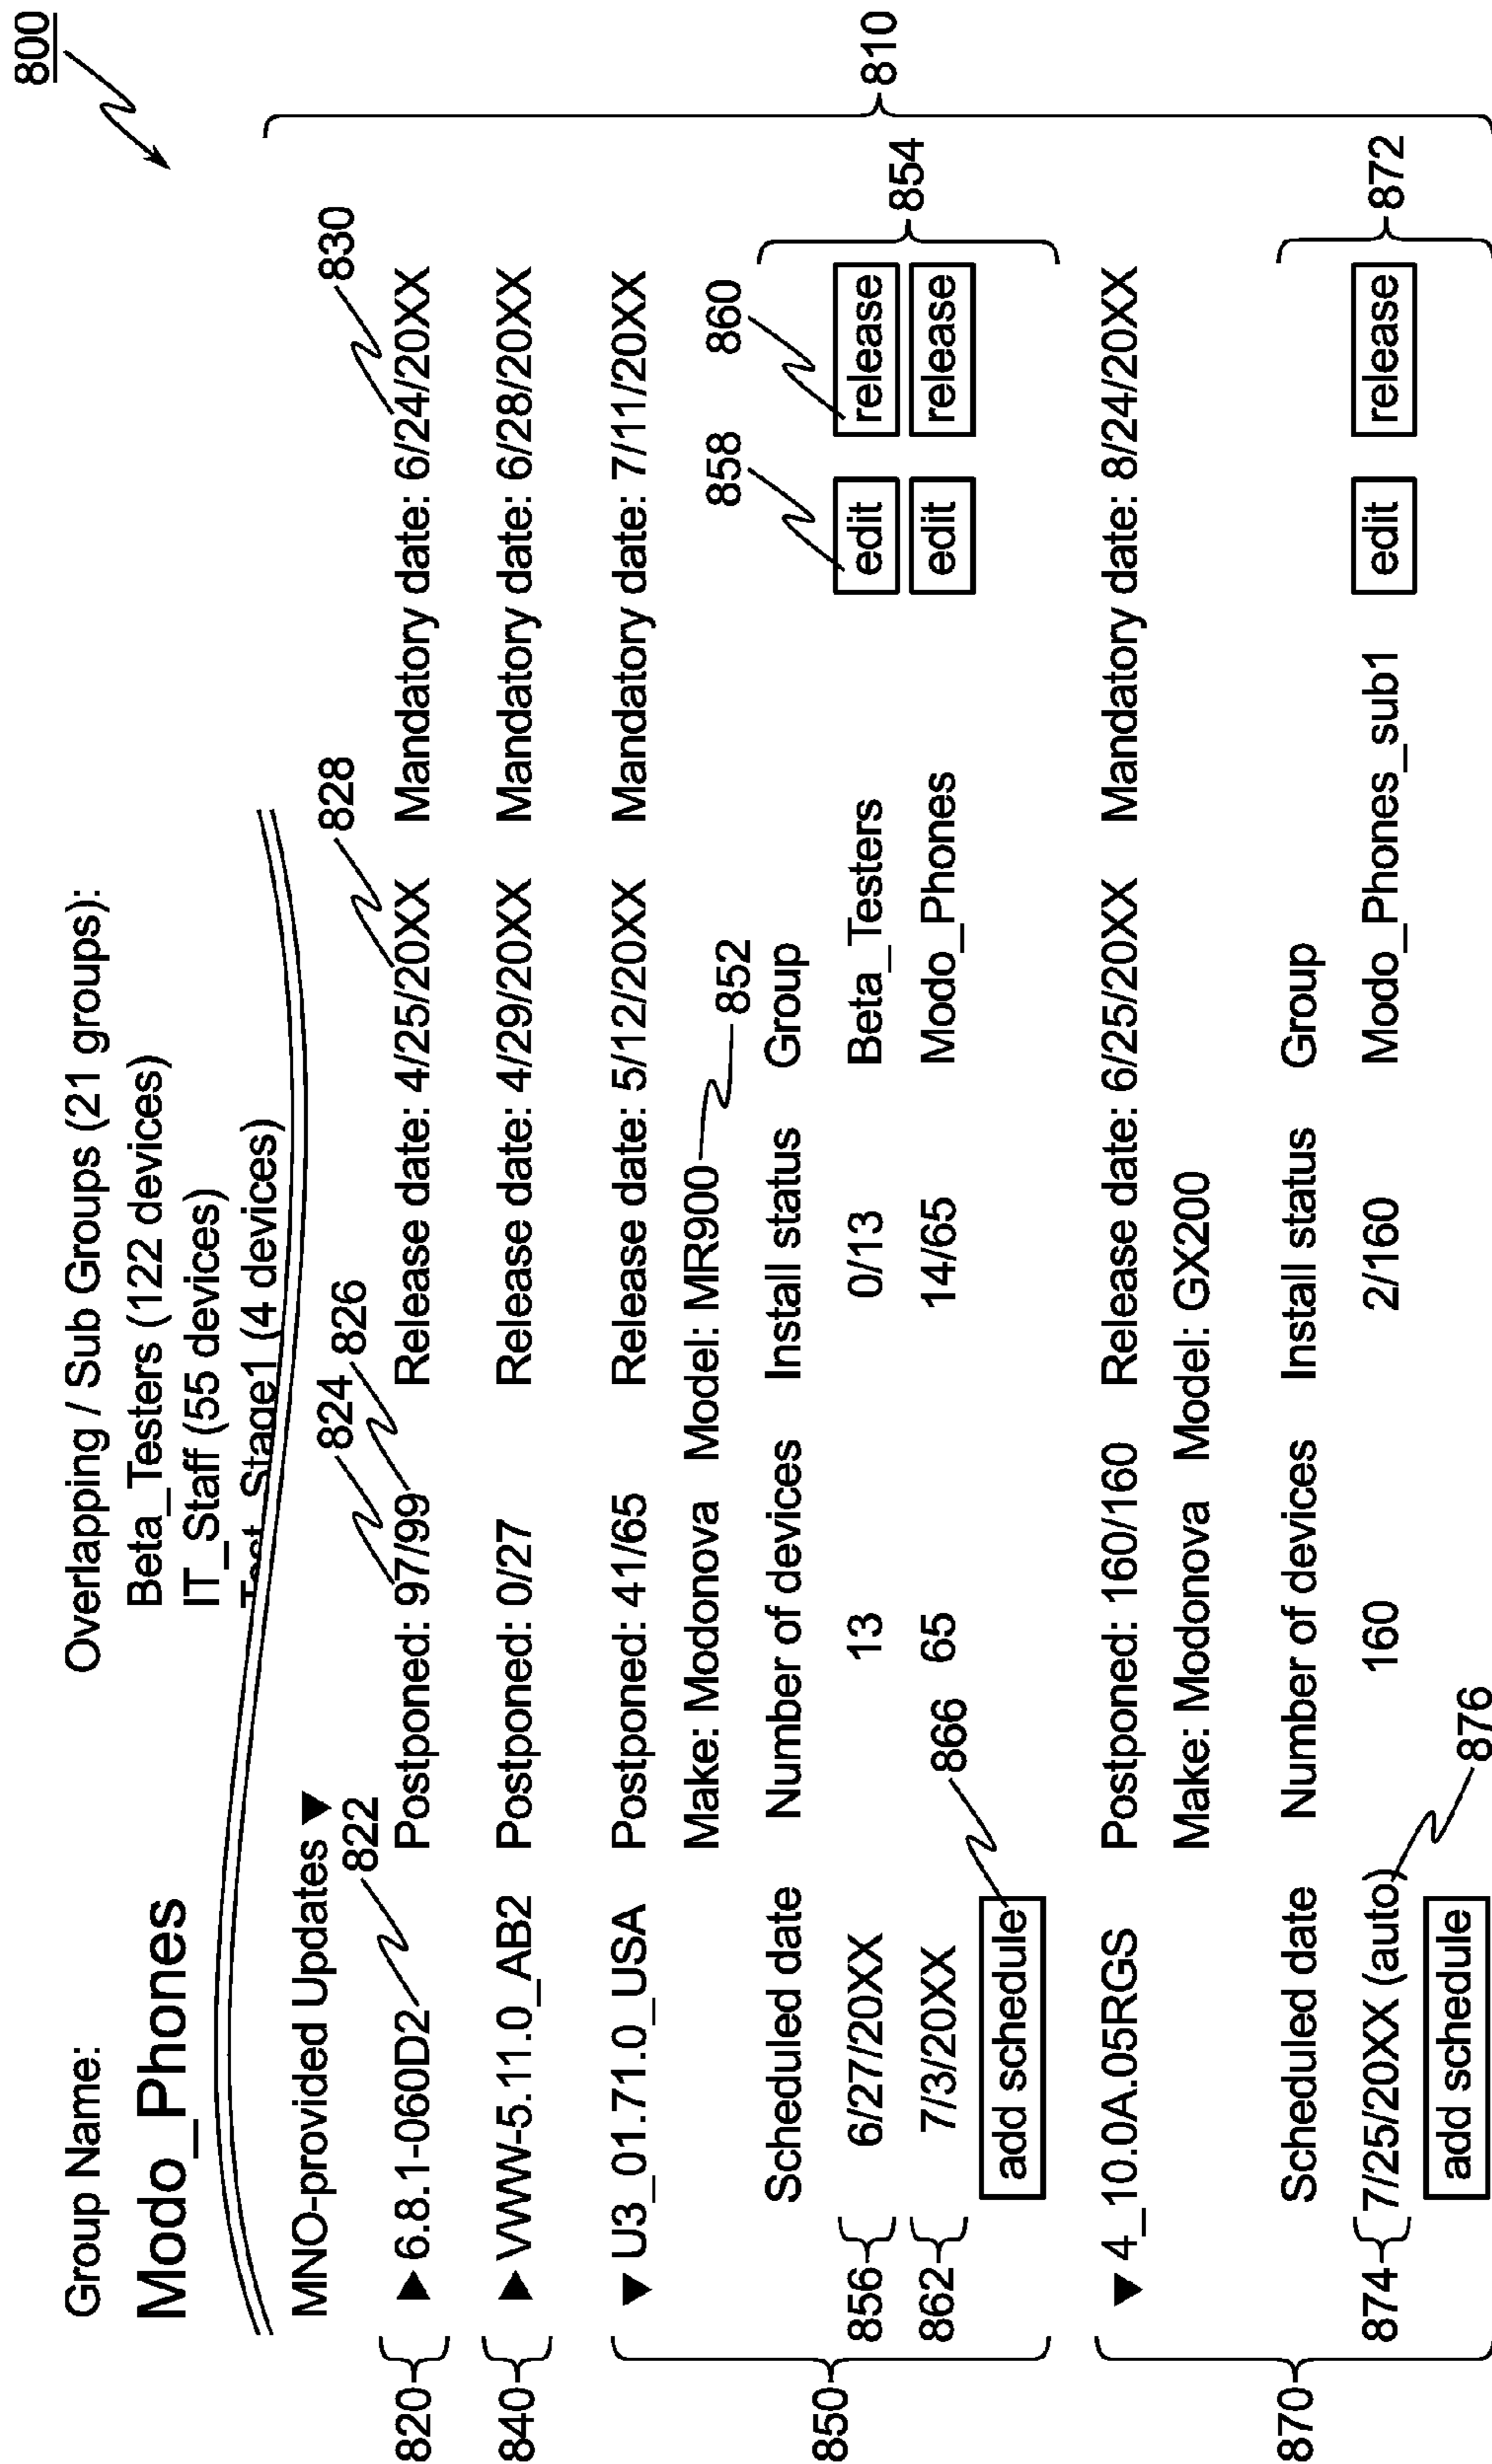 800
Group Name:
Modo_Phones
Overlapping / Sub Groups (21 groups):
Beta_Testers (122 devices)
IT_Staff (55 devices)
Test_Stage1 (4 devices)
810
MNO-provided Updates ▼
822 824 826 828 830
820 ▶ 6.8.1-060D2 Postponed: 97/99 Release date: 4/25/20XX Mandatory date: 6/24/20XX
840 ▶ VWW-5.11.0_AB2 Postponed: 0/27 Release date: 4/29/20XX Mandatory date: 6/28/20XX
850 ▼ U3_01.71.0_USA Postponed: 41/65 Release date: 5/12/20XX Mandatory date: 7/11/20XX
Make: Modonova Model: MR900 852
858 860
Scheduled date Number of devices Install status Group
854
856 6/27/20XX 13 0/13 Beta_Testers edit release
862 7/3/20XX 65 14/65 Modo_Phones edit release
add schedule 866
870 ▼ 4_10.0A.05RGS Postponed: 160/160 Release date: 6/25/20XX Mandatory date: 8/24/20XX
Make: Modonova Model: GX200
Scheduled date Number of devices Install status Group
874 7/25/20XX (auto) 160 2/160 Modo_Phones_sub1 edit release 872
add schedule 876